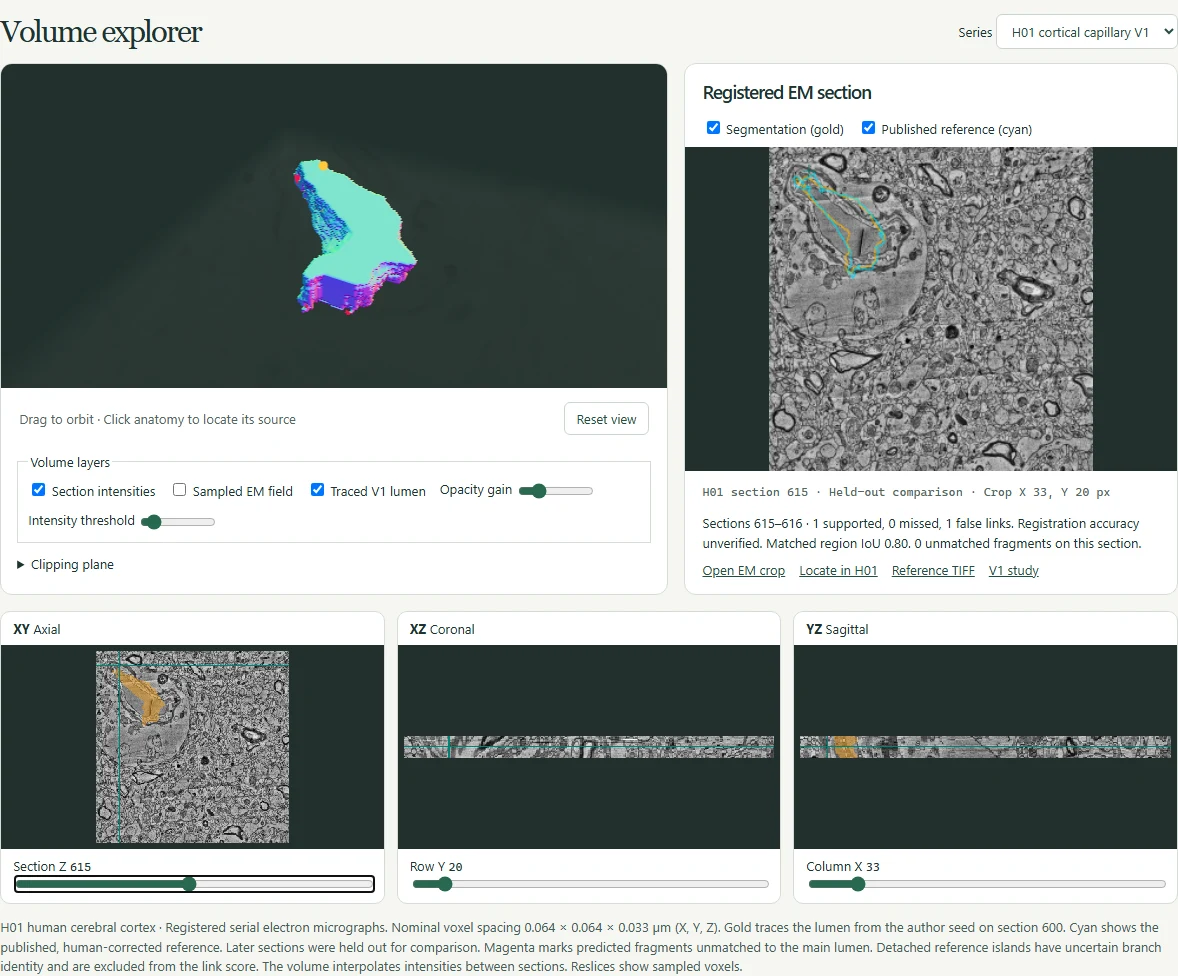 Volume explorer
Series
H01 cortical capillary V1
Drag to orbit · Click anatomy to locate its source
Reset view
Volume layers
Section intensities
Sampled EM field
Traced V1 lumen
Opacity gain
Intensity threshold
Clipping plane
Registered EM section
Segmentation (gold)
Published reference (cyan)
H01 section 615 · Held-out comparison · Crop X 33, Y 20 px
Sections 615–616 · 1 supported, 0 missed, 1 false links. Registration accuracy
unverified. Matched region IoU 0.80. 0 unmatched fragments on this section.
Open EM crop
Locate in H01
Reference TIFF
V1 study
XY Axial
Section Z 615
XZ Coronal
Row Y 20
YZ Sagittal
Column X 33
H01 human cerebral cortex · Registered serial electron micrographs. Nominal voxel spacing 0.064 × 0.064 × 0.033 µm (X, Y, Z). Gold traces the lumen from the author seed on section 600. Cyan shows the
published, human-corrected reference. Later sections were held out for comparison. Magenta marks predicted fragments unmatched to the main lumen. Detached reference islands have uncertain branch
identity and are excluded from the link score. The volume interpolates intensities between sections. Reslices show sampled voxels.